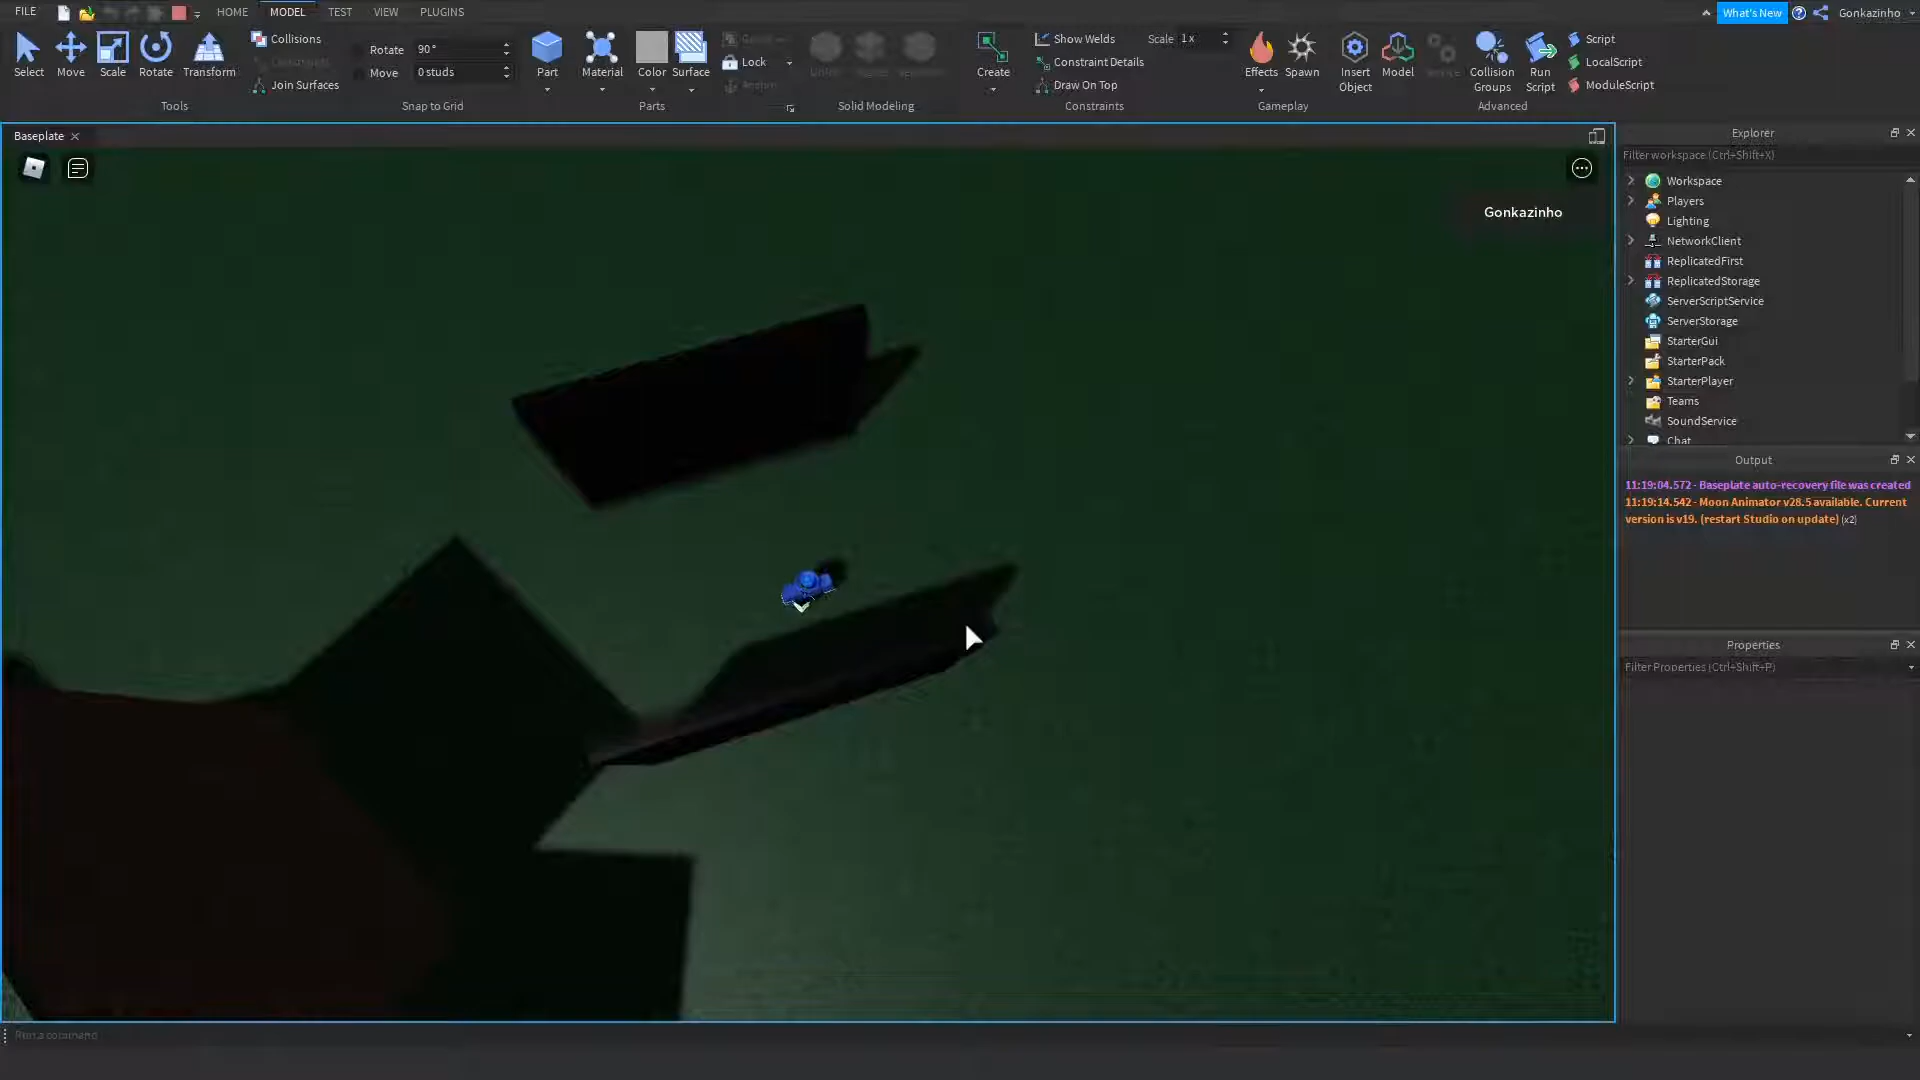 FILE
HOME
MODEL
TEST
VIEW
PLUGINS
What's New
Gonkazinho
Select
Move
Scale
Rotate
Transform
Tools
Collisions
Join Surfaces
Rotate
90°
Move
0 studs
Snap to Grid
Part
Material
Color
Surface
Lock
Parts
Solid Modeling
Create
Show Welds
Scale 1x
Constraint Details
Draw On Top
Constraints
Effects
Spawn
Gameplay
Insert
Object
Model
Collision
Groups
Run
Script
Advanced
Script
LocalScript
ModuleScript
Baseplate
Gonkazinho
Explorer
Filter workspace (Ctrl+Shift+X)
Workspace
Players
Lighting
NetworkClient
ReplicatedFirst
ReplicatedStorage
ServerScriptService
ServerStorage
StarterGui
StarterPack
StarterPlayer
Teams
SoundService
Chat
Output
11:19:04.572 - Baseplate auto-recovery file was created
11:19:14.542 - Moon Animator v28.5 available. Current
version is v19. (restart Studio on update) (x2)
Properties
Filter Properties (Ctrl+Shift+P)
Run a command